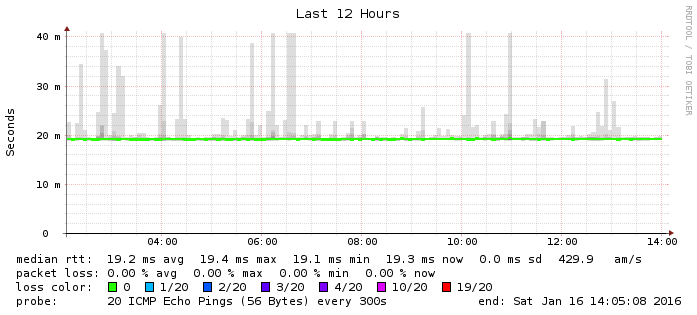 Last 12 Hours
RRDTOOL / TOBI OETIKER
Seconds
40 m
30 m
20 m
10 m
0
04:00 06:00 08:00 10:00 12:00 14:00
median rtt: 19.2 ms avg 19.4 ms max 19.1 ms min 19.3 ms now 0.0 ms sd 429.9 am/s
packet loss: 0.00 % avg 0.00 % max 0.00 % min 0.00 % now
loss color: 0 1/20 2/20 3/20 4/20 10/20 19/20
probe: 20 ICMP Echo Pings (56 Bytes) every 300s end: Sat Jan 16 14:05:08 2016